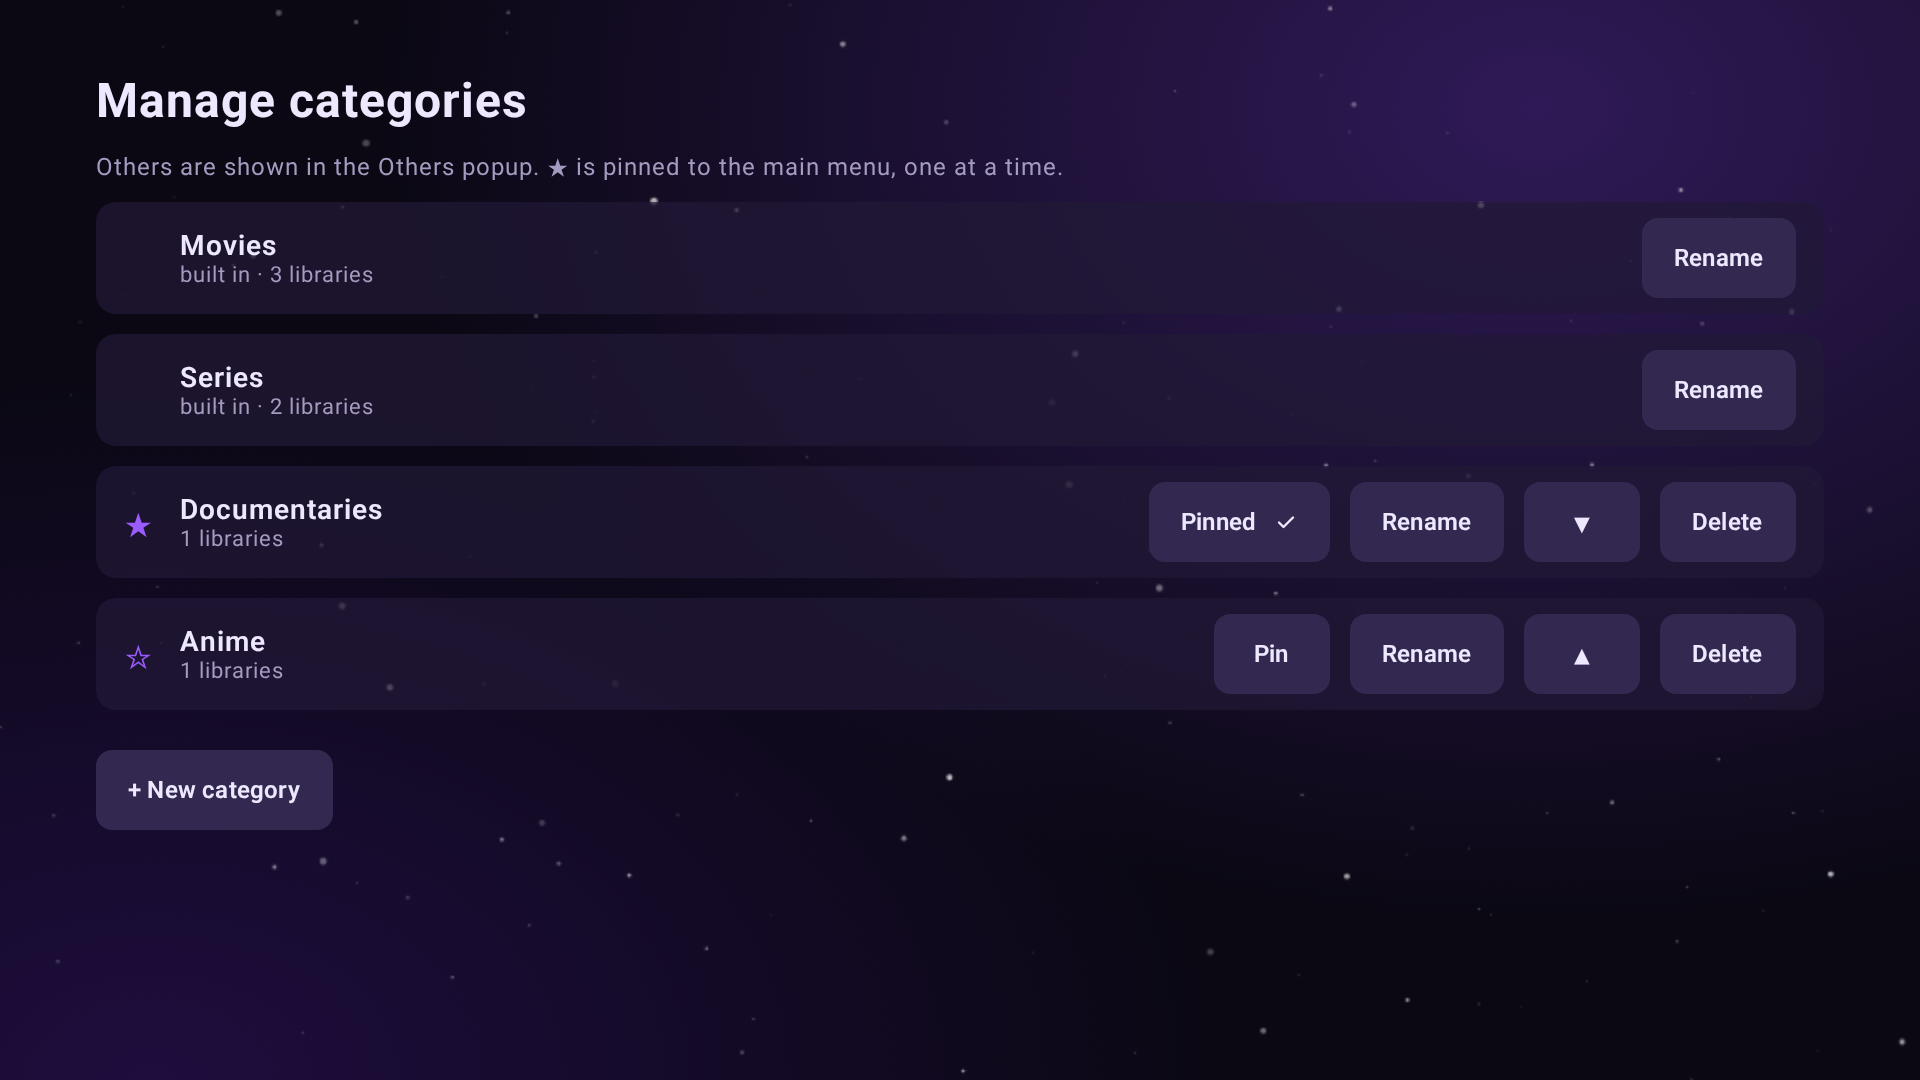 Manage categories
Others are shown in the Others popup. ★ is pinned to the main menu, one at a time.
Movies
built in · 3 libraries
Rename
Series
built in · 2 libraries
Rename
★
Documentaries
1 libraries
Pinned ✓
Rename
▼
Delete
☆
Anime
1 libraries
Pin
Rename
▲
Delete
+ New category